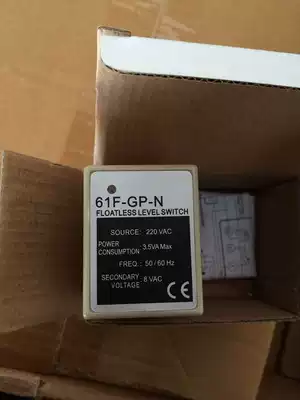 61F-GP-N
FLOATLESS LEVEL SWITCH
SOURCE: 220 VAC
POWER CONSUMPTION : 3.5VA Max
FREQ.: 50 / 60 Hz
SECONDARY VOLTAGE : 8 VAC
CE